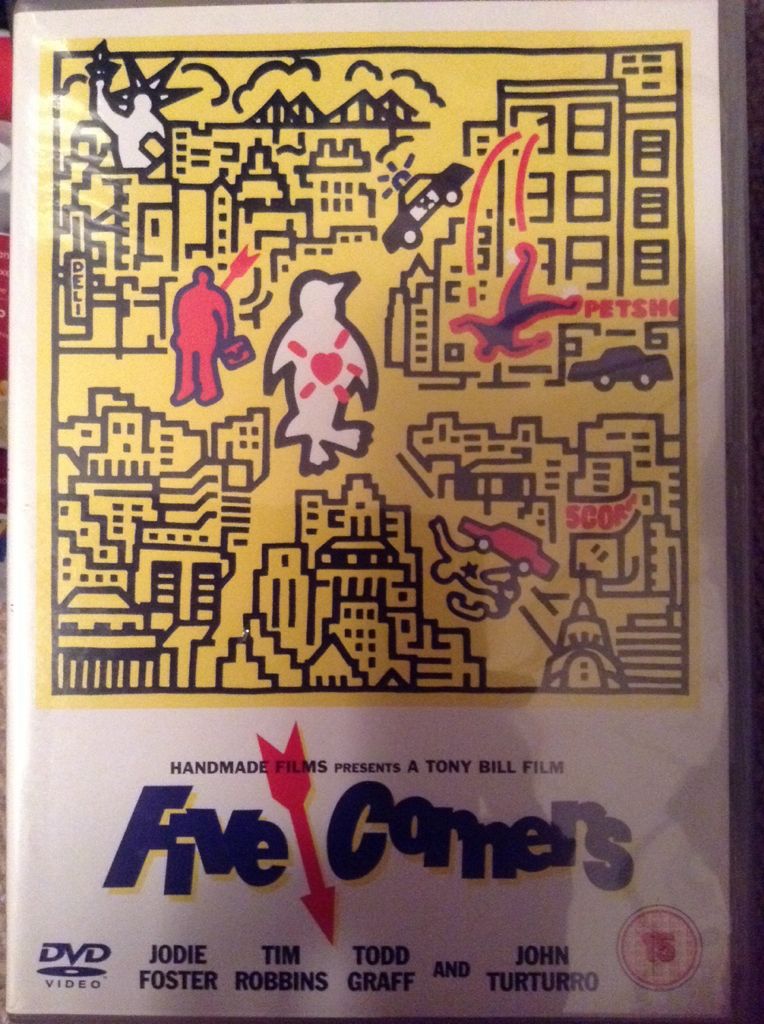 DELI
PETSHO
SCOR
HANDMADE FILMS PRESENTS A TONY BILL FILM
Five Corners
DVD
VIDEO
JODIE FOSTER
TIM ROBBINS
TODD GRAFF
AND
JOHN TURTURRO
15